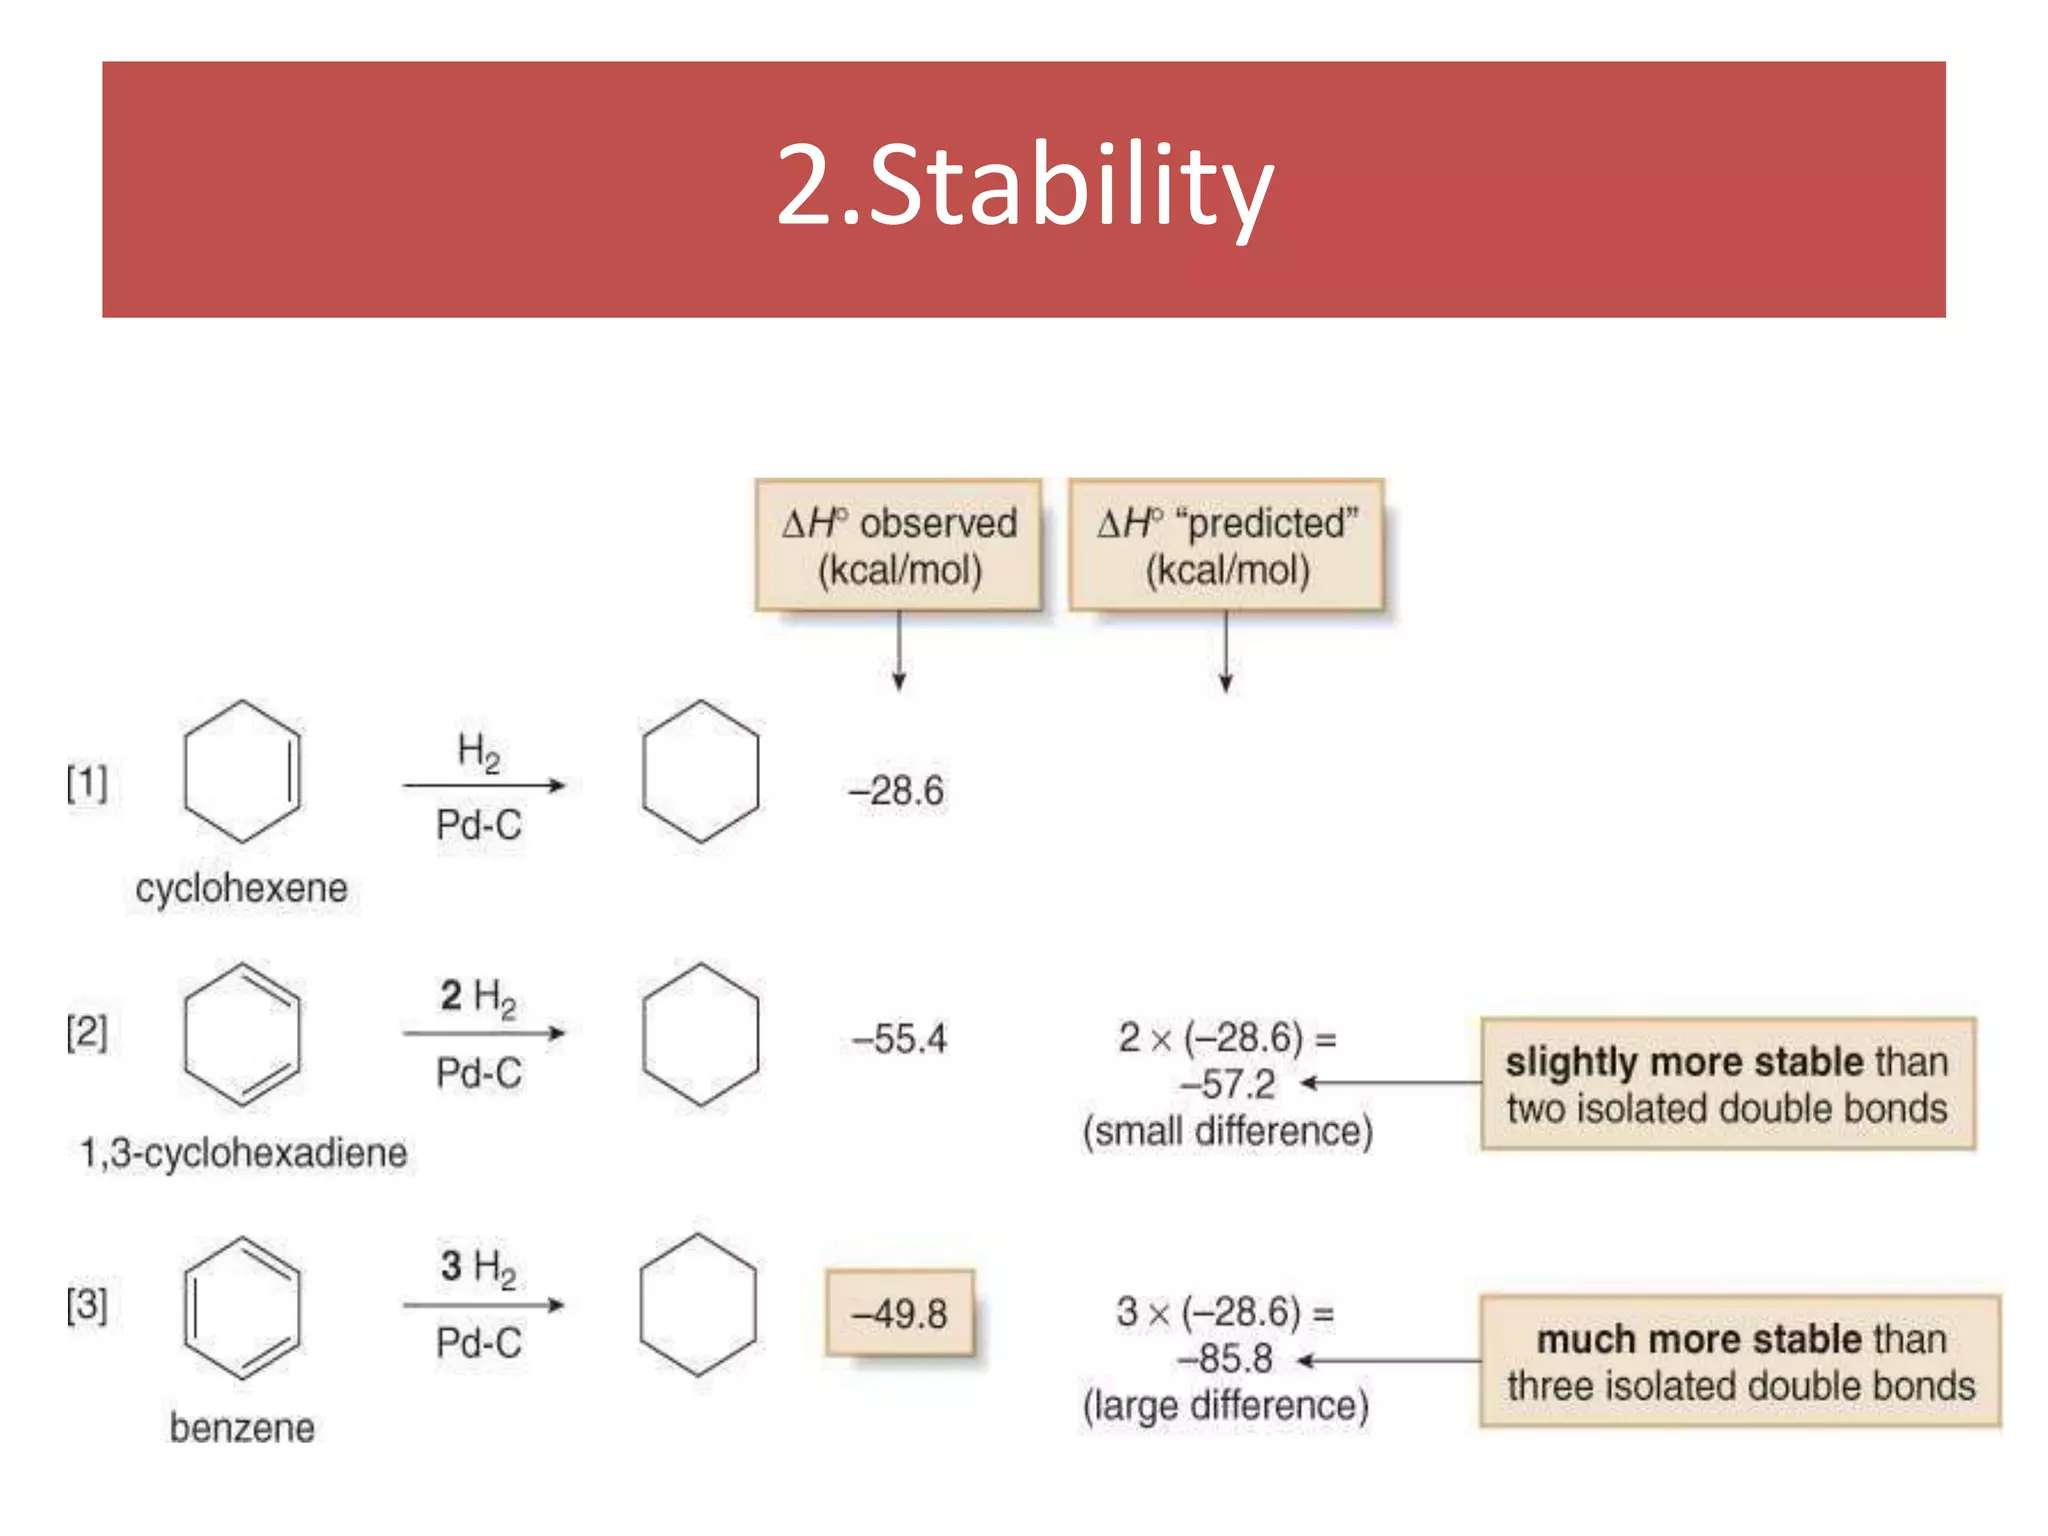 2.Stability
ΔH° observed
(kcal/mol)
ΔH° “predicted”
(kcal/mol)
[1]
H₂
Pd-C
–28.6
cyclohexene
[2]
2 H₂
Pd-C
–55.4
2 × (–28.6) =
–57.2
(small difference)
slightly more stable than
two isolated double bonds
1,3-cyclohexadiene
[3]
3 H₂
Pd-C
–49.8
3 × (–28.6) =
–85.8
(large difference)
much more stable than
three isolated double bonds
benzene